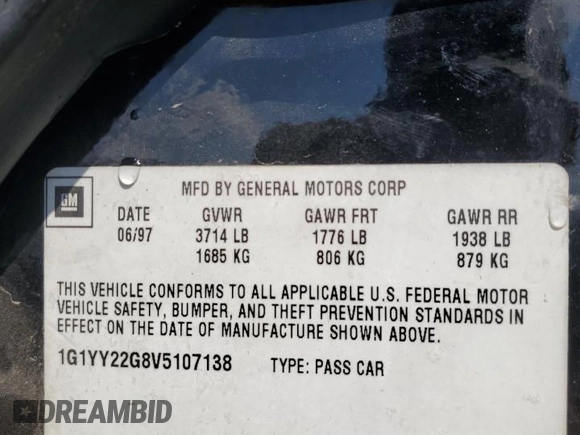 MFD BY GENERAL MOTORS CORP
GM
DATE GVWR GAWR FRT GAWR RR
06/97 3714 LB 1776 LB 1938 LB
1685 KG 806 KG 879 KG
THIS VEHICLE CONFORMS TO ALL APPLICABLE U.S. FEDERAL MOTOR
VEHICLE SAFETY, BUMPER, AND THEFT PREVENTION STANDARDS IN
EFFECT ON THE DATE OF MANUFACTURE SHOWN ABOVE.
1G1YY22G8V5107138 TYPE: PASS CAR
DREAMBID